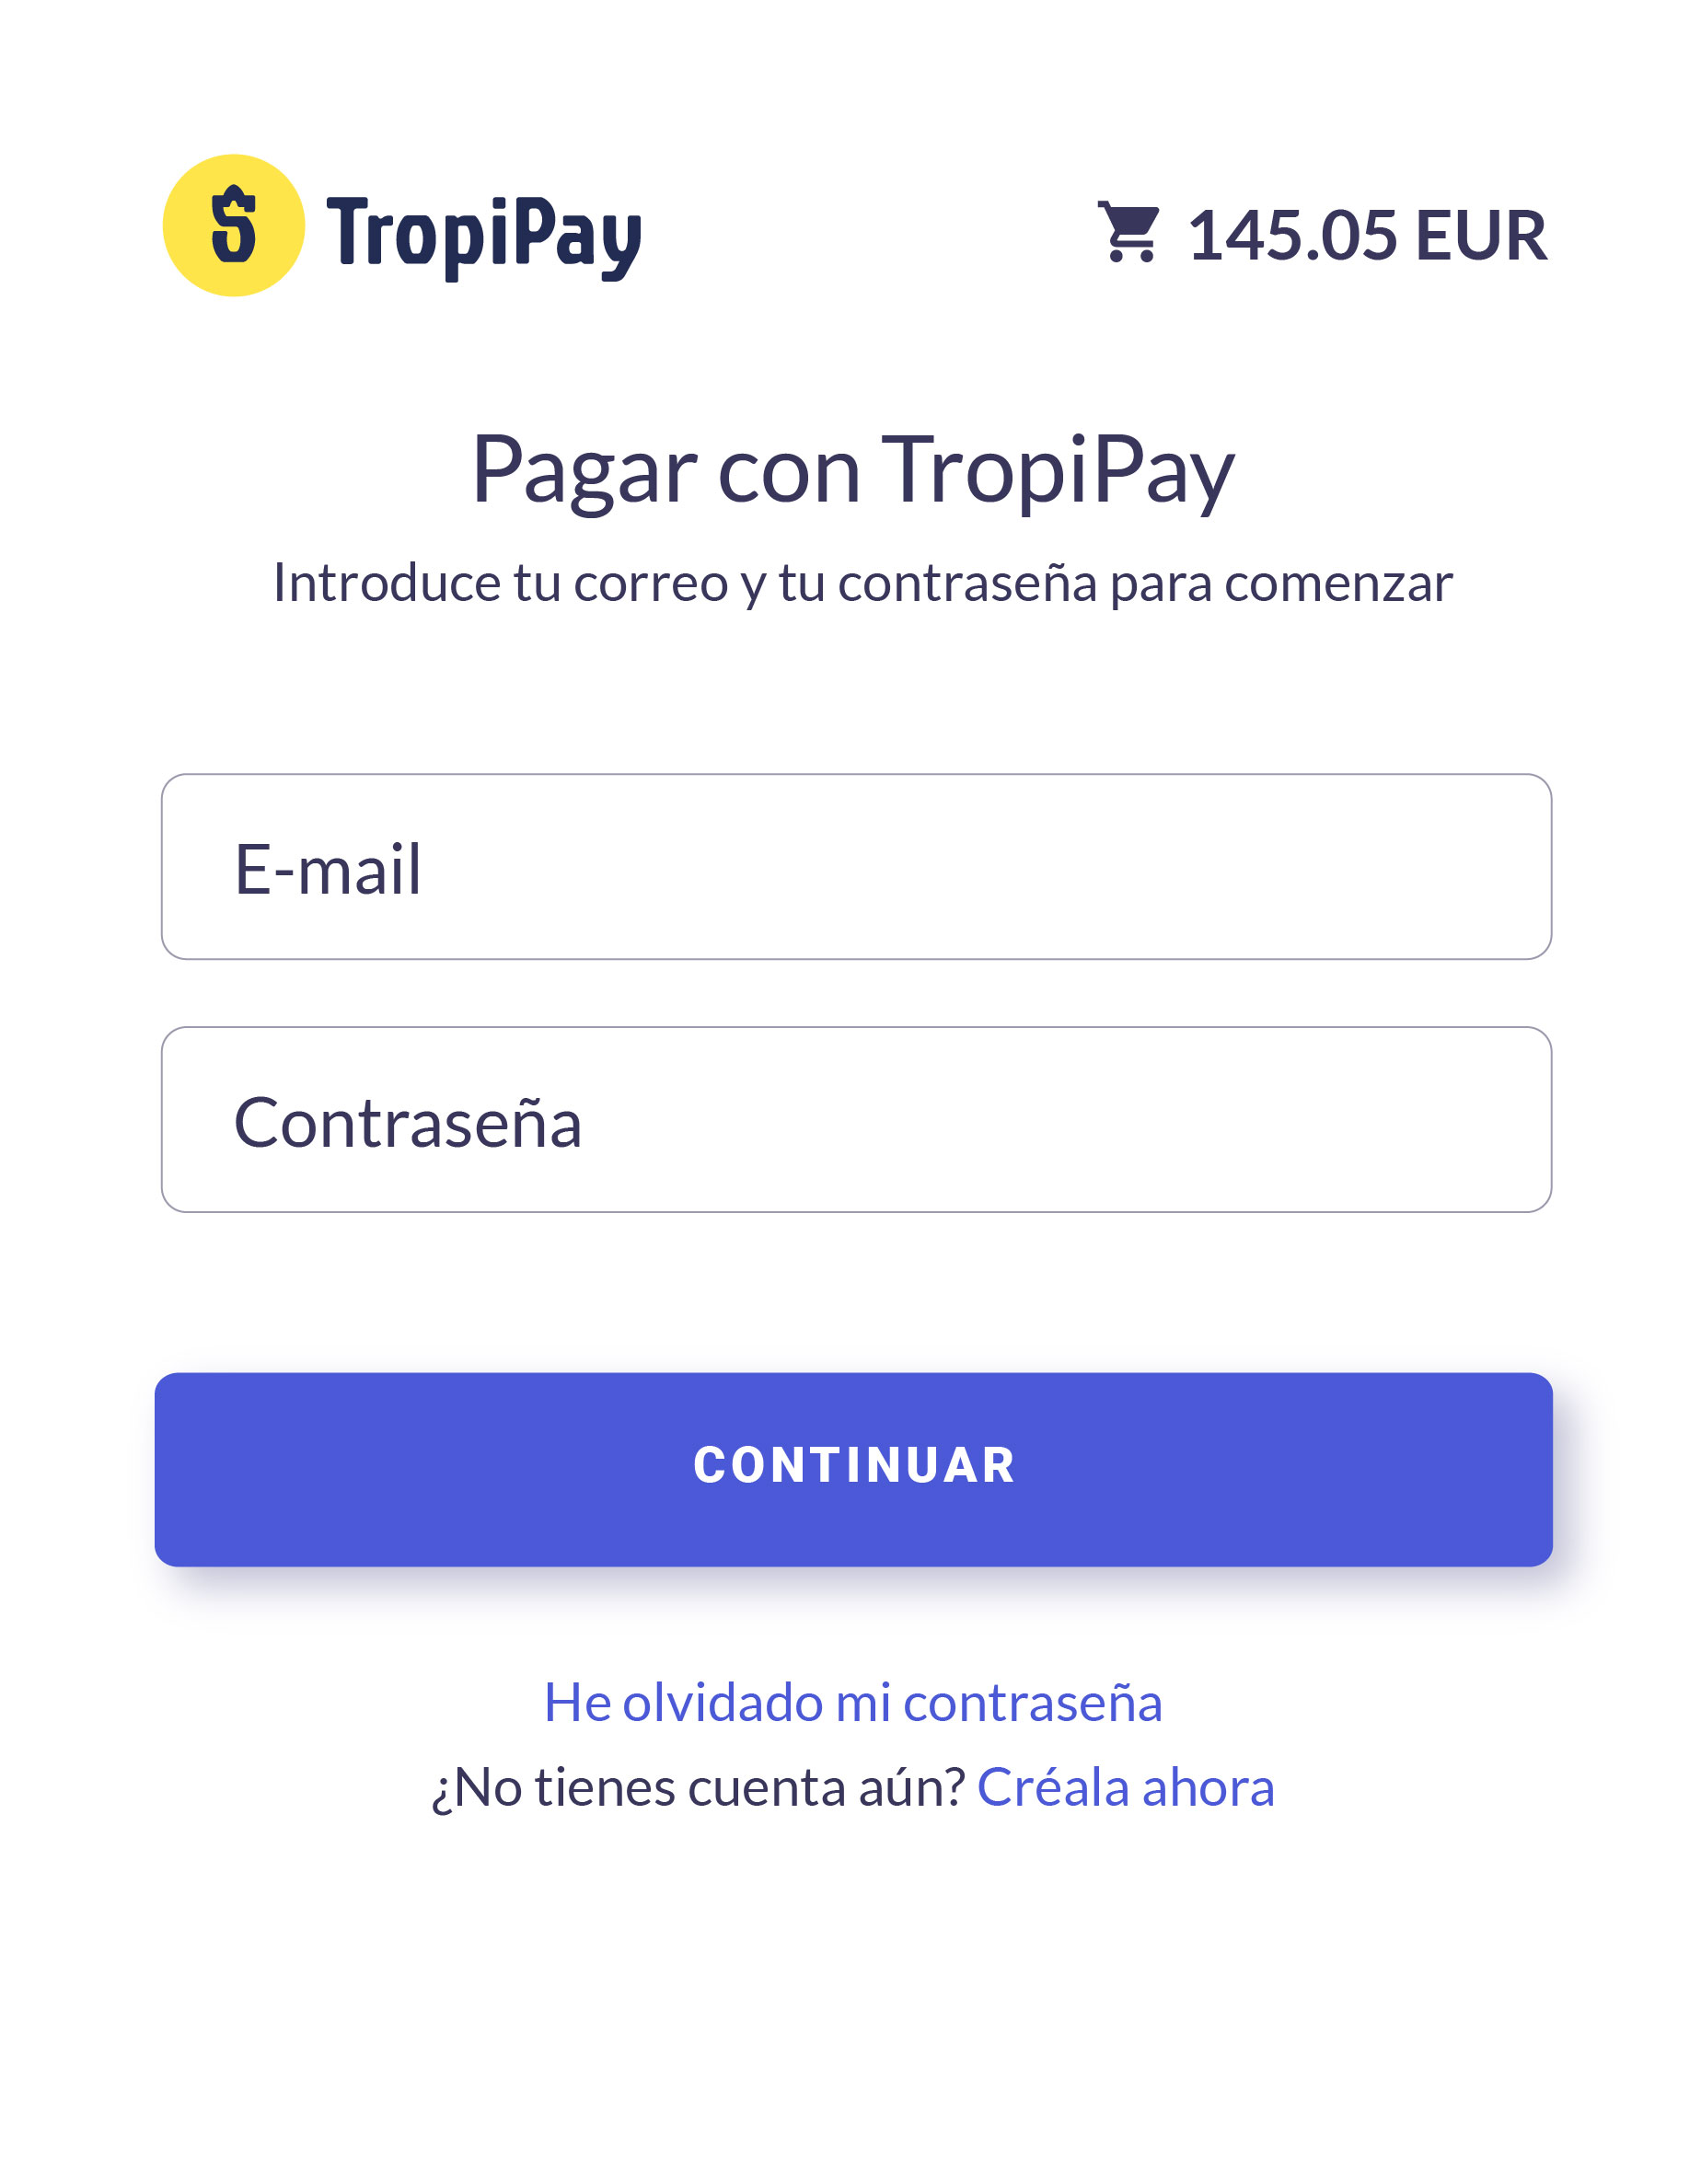 TropiPay
145.05 EUR
Pagar con TropiPay
Introduce tu correo y tu contraseña para comenzar
E-mail
Contraseña
CONTINUAR
He olvidado mi contraseña
¿No tienes cuenta aún? Créala ahora